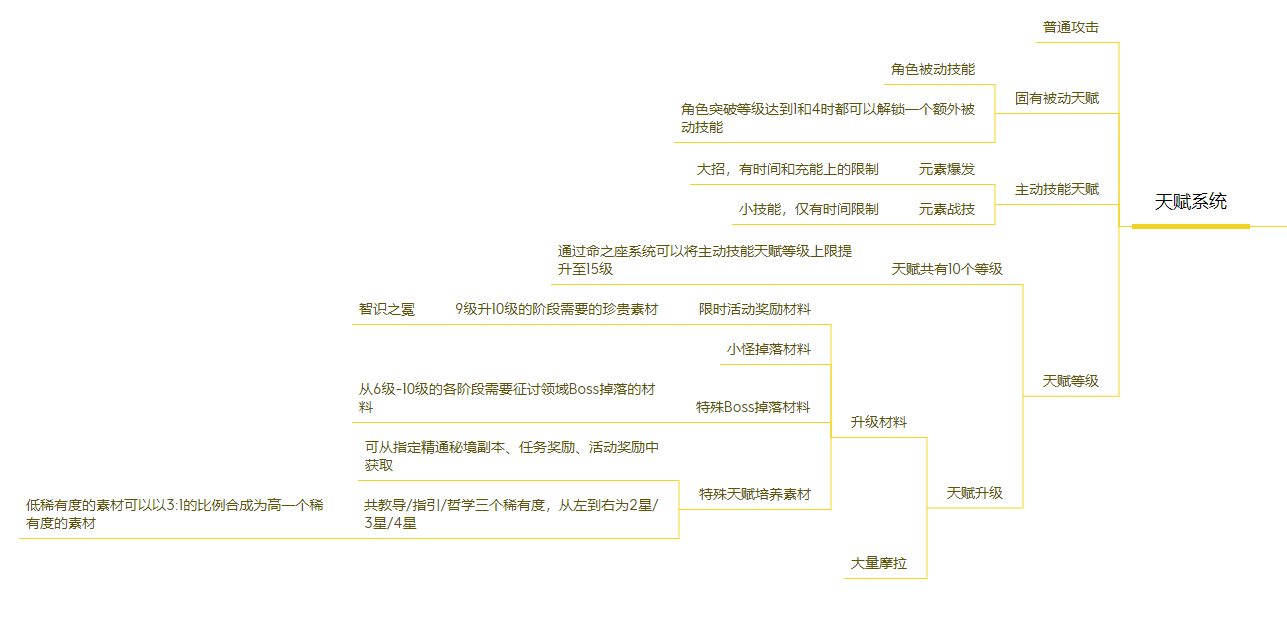 普通攻击
角色被动技能
固有被动天赋
角色突破等级达到1和4时都可以解锁一个额外被
动技能
大招，有时间和充能上的限制
元素爆发
主动技能天赋
天赋系统
小技能，仅有时间限制
元素战技
通过命之座系统可以将主动技能天赋等级上限提
升至15级
天赋共有10个等级
智识之冕
9级升10级的阶段需要的珍贵素材
限时活动奖励材料
小怪掉落材料
天赋等级
从6级-10级的各阶段需要征讨领域Boss掉落的材
料
特殊Boss掉落材料
升级材料
可从指定精通秘境副本、任务奖励、活动奖励中
获取
特殊天赋培养素材
天赋升级
低稀有度的素材可以以3:1的比例合成为高一个稀
有度的素材
共教导/指引/哲学三个稀有度，从左到右为2星/
3星/4星
大量摩拉